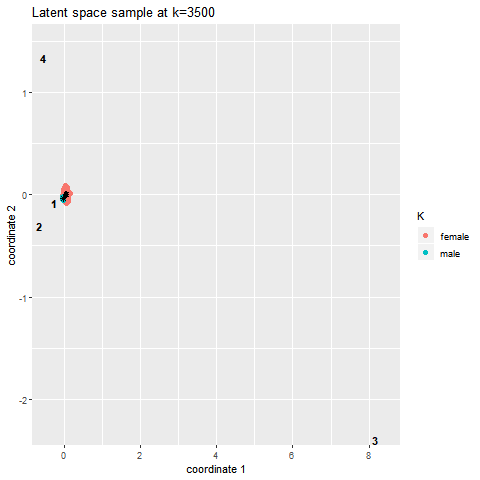 Latent space sample at k=3500
4
1
0
-1
-2
1
2
3
coordinate 2
0
2
4
6
8
coordinate 1
K
female
male